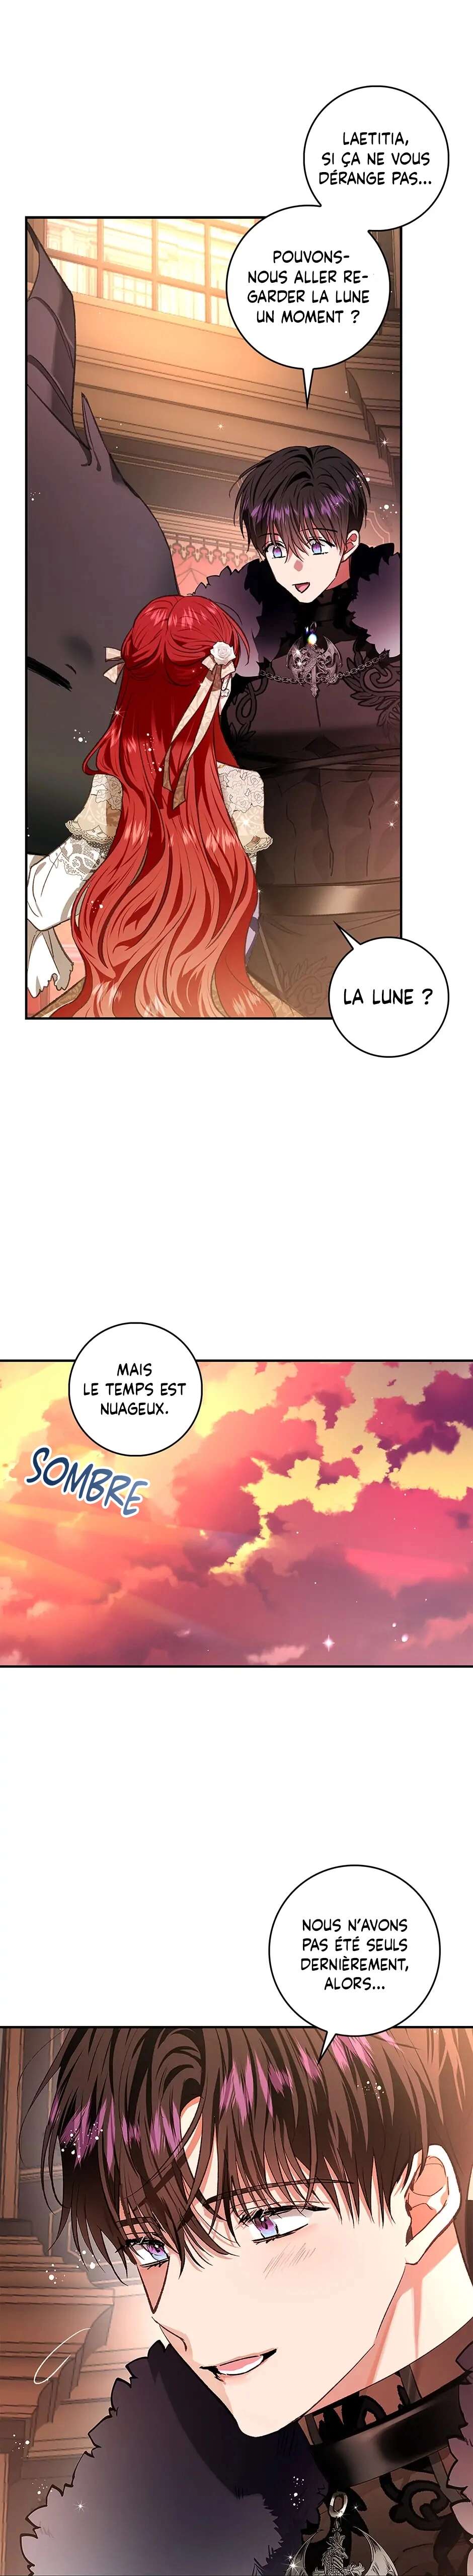 LAETITIA,
SI ÇA NE VOUS
DÉRANGE PAS...
POUVONS-
NOUS ALLER RE-
GARDER LA LUNE
UN MOMENT ?
LA LUNE ?
MAIS
LE TEMPS EST
NUAGEUX.
SOMBRE
NOUS N'AVONS
PAS ÉTÉ SEULS
DERNIÈREMENT,
ALORS...